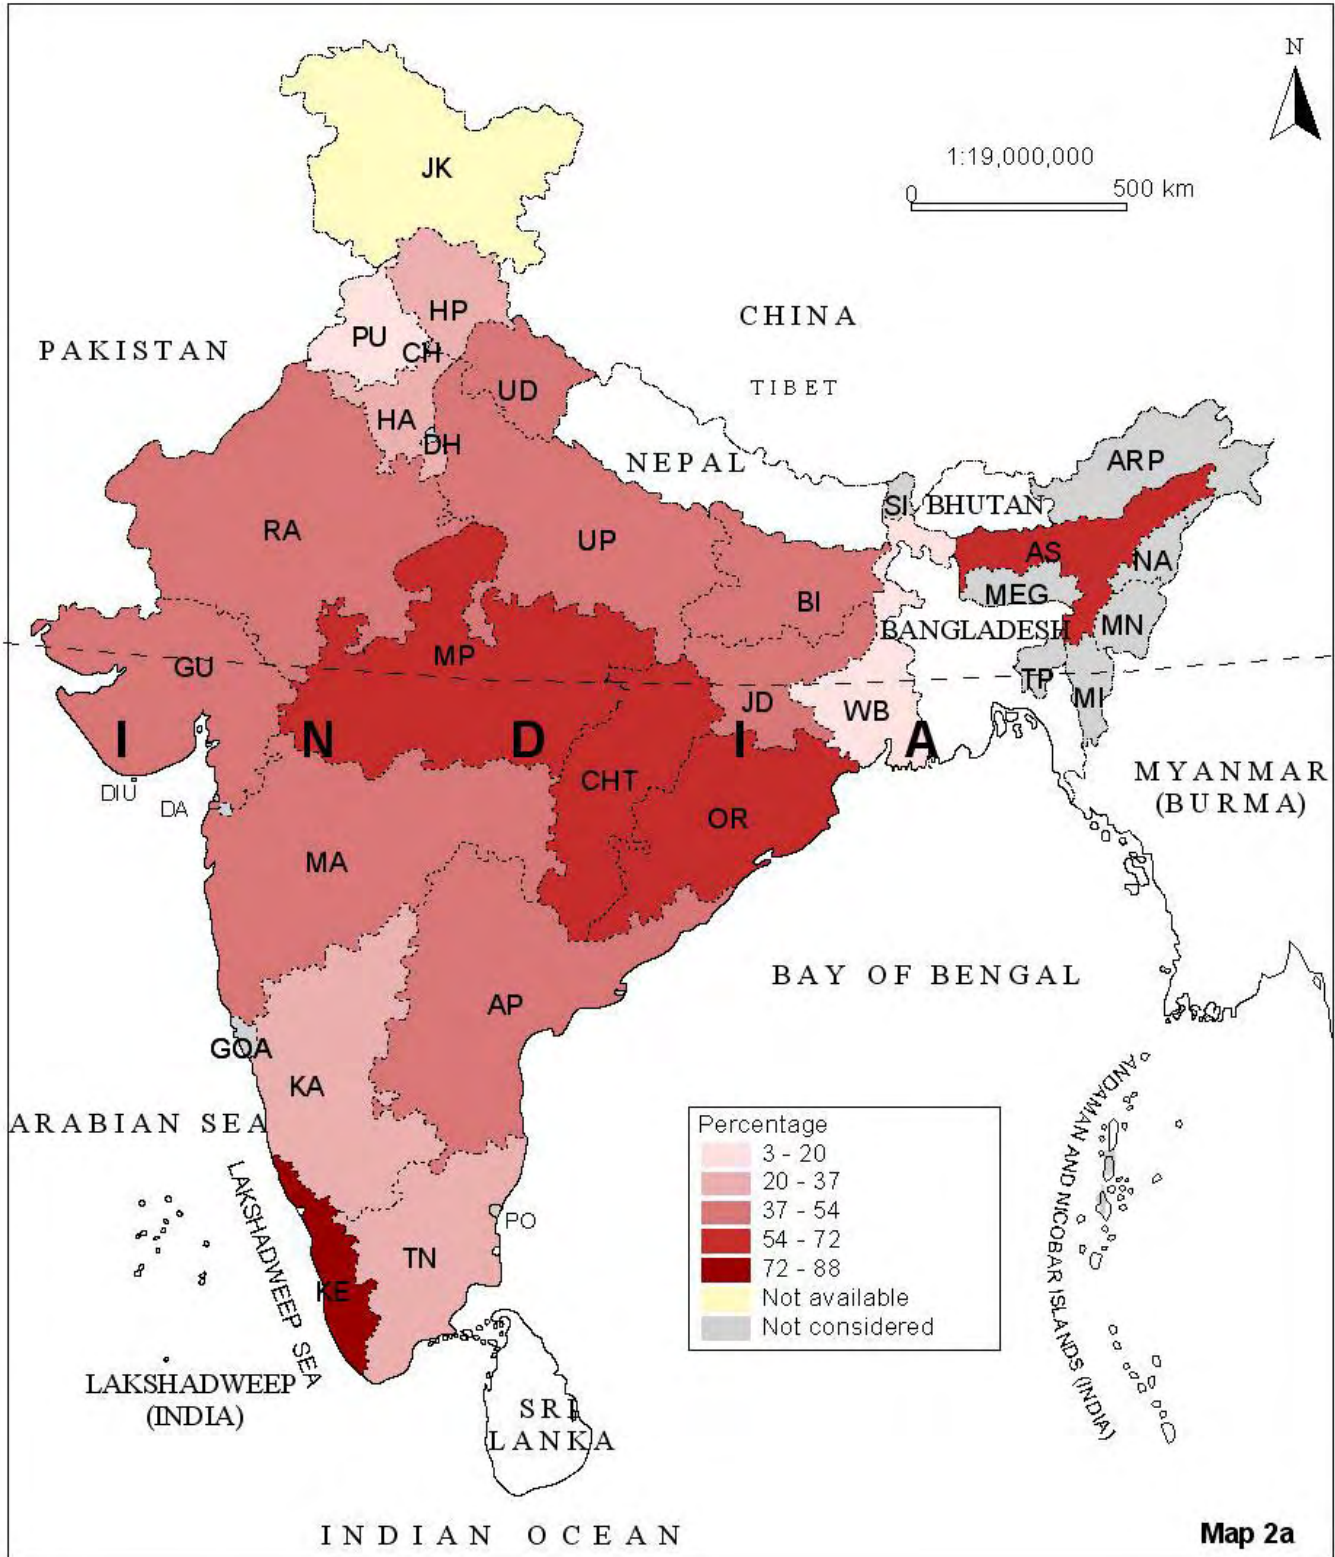 N
1:19,000,000
0
500 km
JK
HP
PU
CH
CHINA
PAKISTAN
TIBET
UD
HA
DH
NEPAL
ARP
SI
BHUTAN
RA
UP
AS
NA
MEG
BI
MN
BANGLADESH
MP
GU
TP
MI
JD
WB
I N D I A
CHT
MYANMAR
(BURMA)
DIU
DA
OR
MA
BAY OF BENGAL
AP
GOA
KA
ARABIAN SEA
ANDAMAN AND NICOBAR ISLANDS (INDIA)
Percentage
3 - 20
20 - 37
37 - 54
54 - 72
72 - 88
Not available
Not considered
LAKSHADWEEP SEA
PO
TN
KE
LAKSHADWEEP
(INDIA)
SRI
LANKA
INDIAN OCEAN
Map 2a